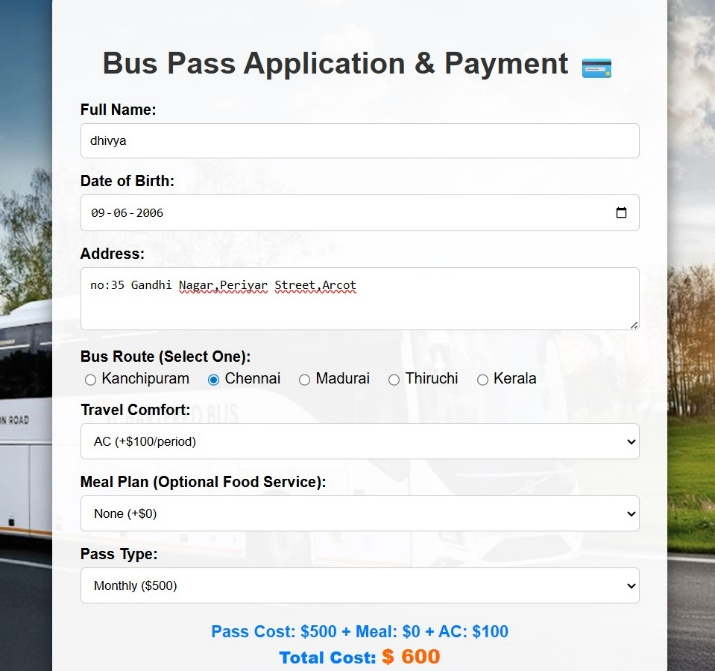 Bus Pass Application & Payment
Full Name:
dhivya
Date of Birth:
09-06-2006
Address:
no:35 Gandhi Nagar,Periyar Street,Arcot
Bus Route (Select One):
Kanchipuram Chennai Madurai Thiruchi Kerala
Travel Comfort:
AC (+$100/period)
Meal Plan (Optional Food Service):
None (+$0)
Pass Type:
Monthly ($500)
Pass Cost: $500 + Meal: $0 + AC: $100
Total Cost: $ 600
ON ROAD